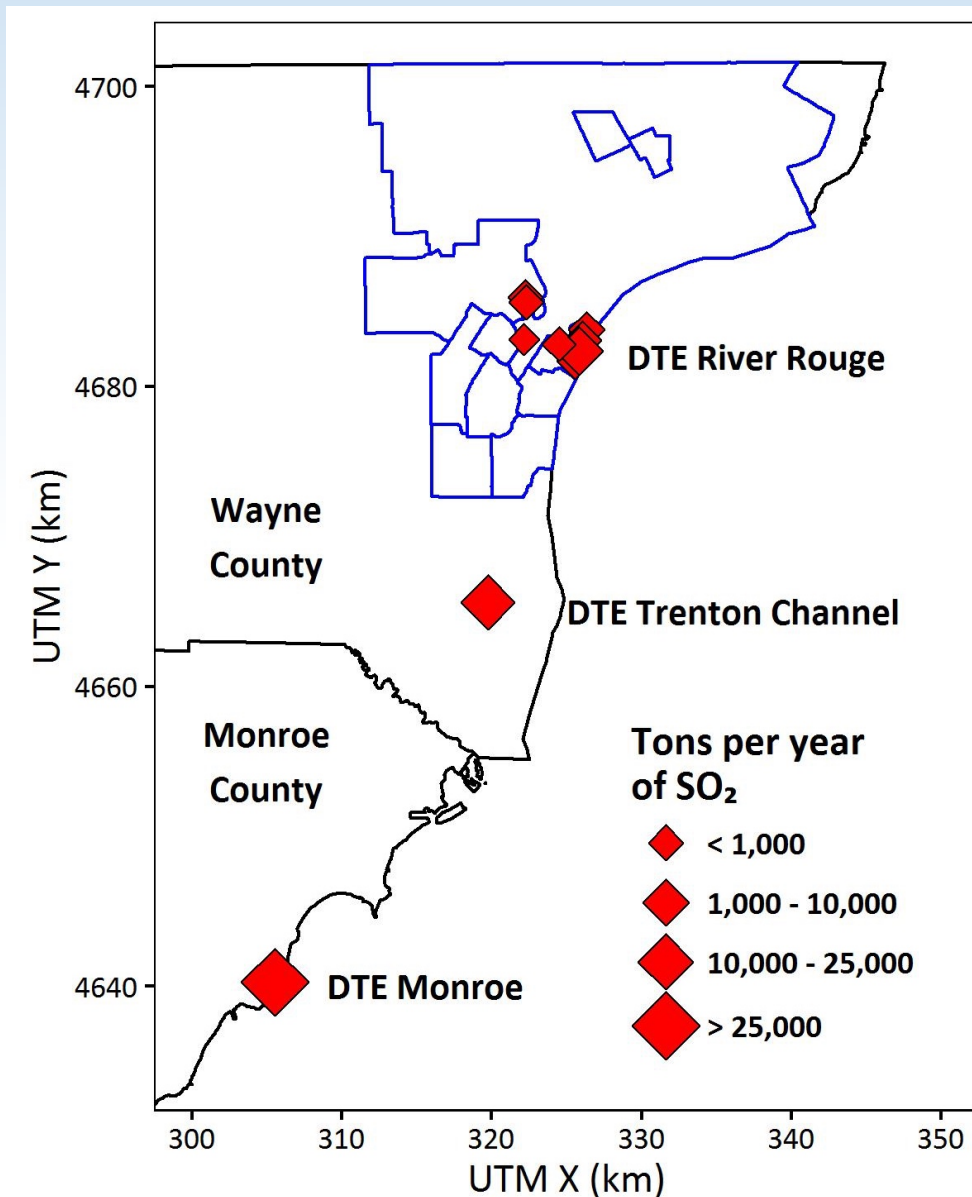 4700
4680
4660
4640
UTM Y (km)
DTE River Rouge
Wayne
County
DTE Trenton Channel
Monroe
County
Tons per year
of SO₂
< 1,000
1,000 - 10,000
10,000 - 25,000
> 25,000
DTE Monroe
300 310 320 330 340 350
UTM X (km)